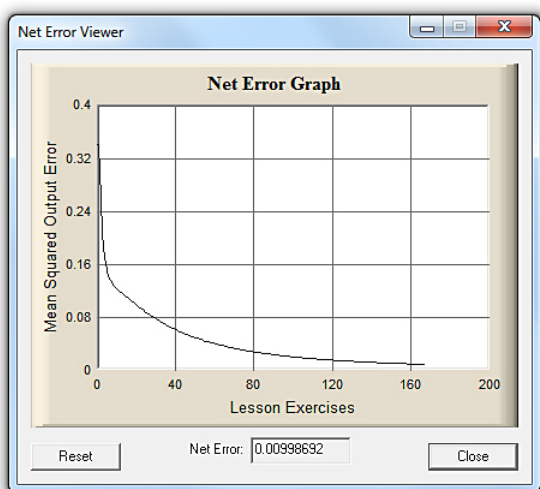 Net Error Viewer
Net Error Graph
Mean Squared Output Error
0.4
0.32
0.24
0.16
0.08
0
0 40 80 120 160 200
Lesson Exercises
Reset
Net Error: 0.00998692
Close